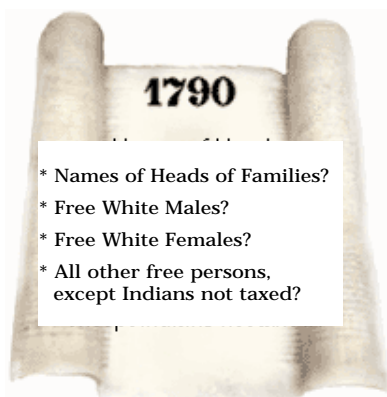 1790
* Names of Heads of Families?
* Free White Males?
* Free White Females?
* All other free persons,
except Indians not taxed?